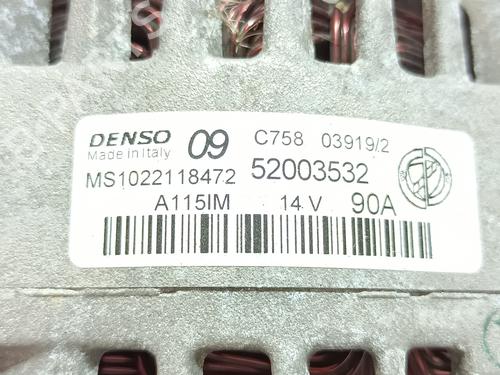 DENSO 09 C758 03919/2
Made in Italy
MS1022118472 52003532
A115IM 14 V 90A